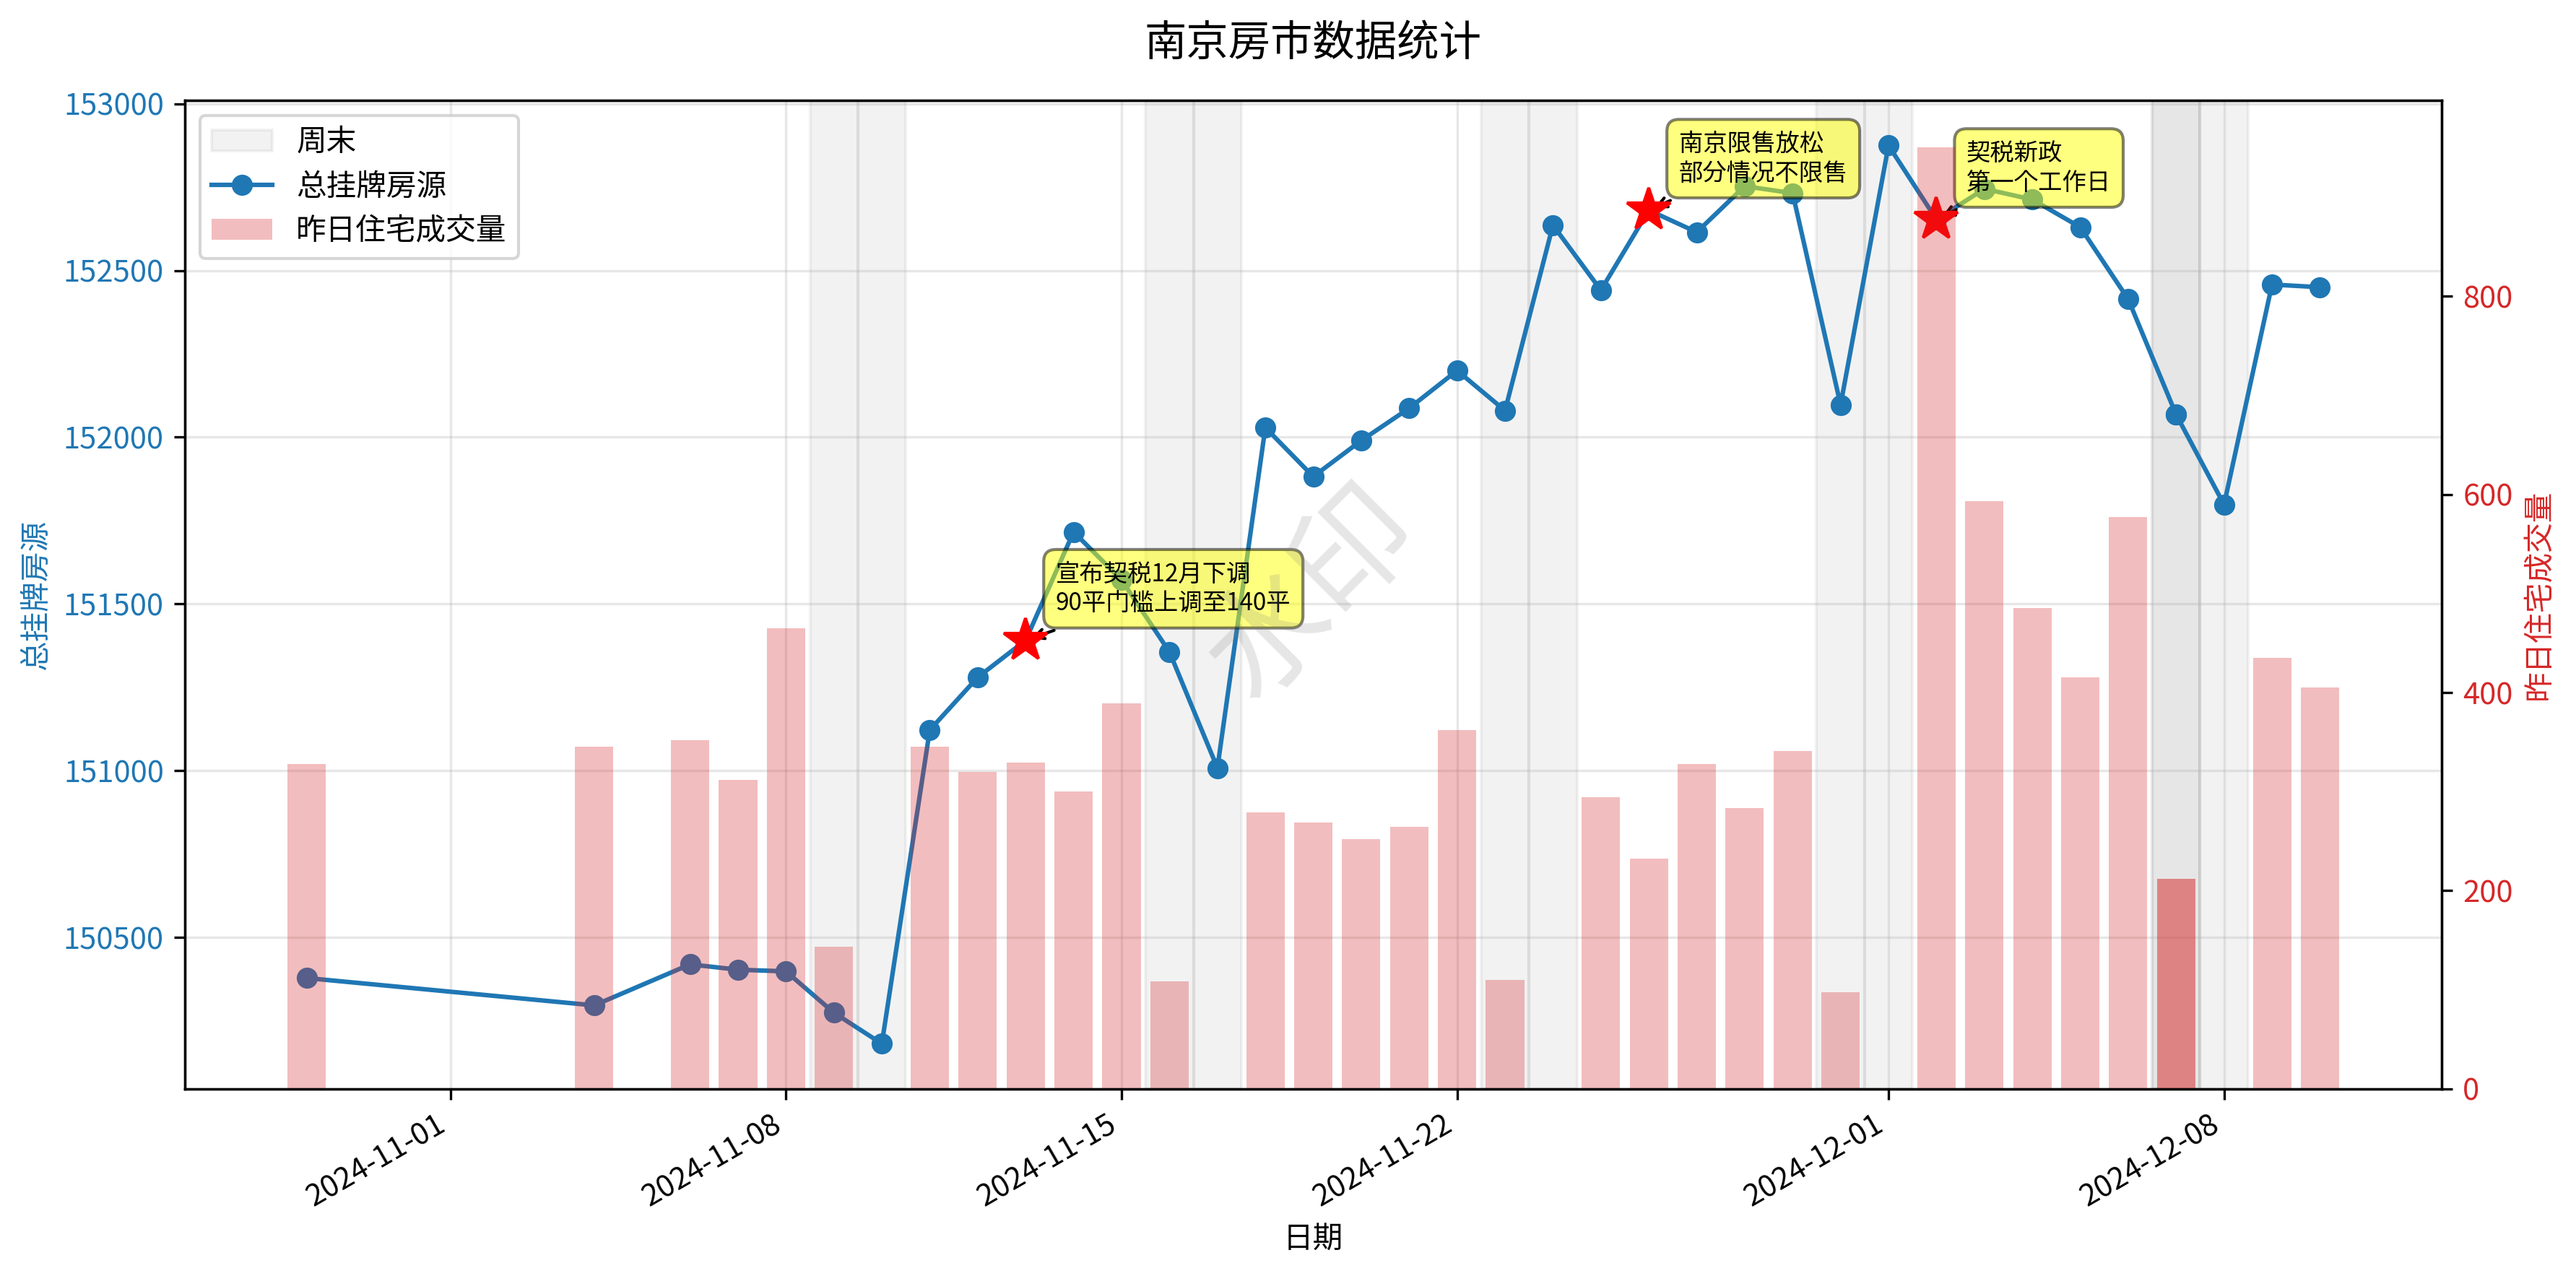 南京房市数据统计
153000
152500
152000
151500
151000
150500
总挂牌房源
周末
总挂牌房源
昨日住宅成交量
宣布契税12月下调
90平门槛上调至140平
南京限售放松
部分情况不限售
契税新政
第一个工作日
水印
800
600
400
200
0
昨日住宅成交量
2024-11-01
2024-11-08
2024-11-15
2024-11-22
2024-12-01
2024-12-08
日期